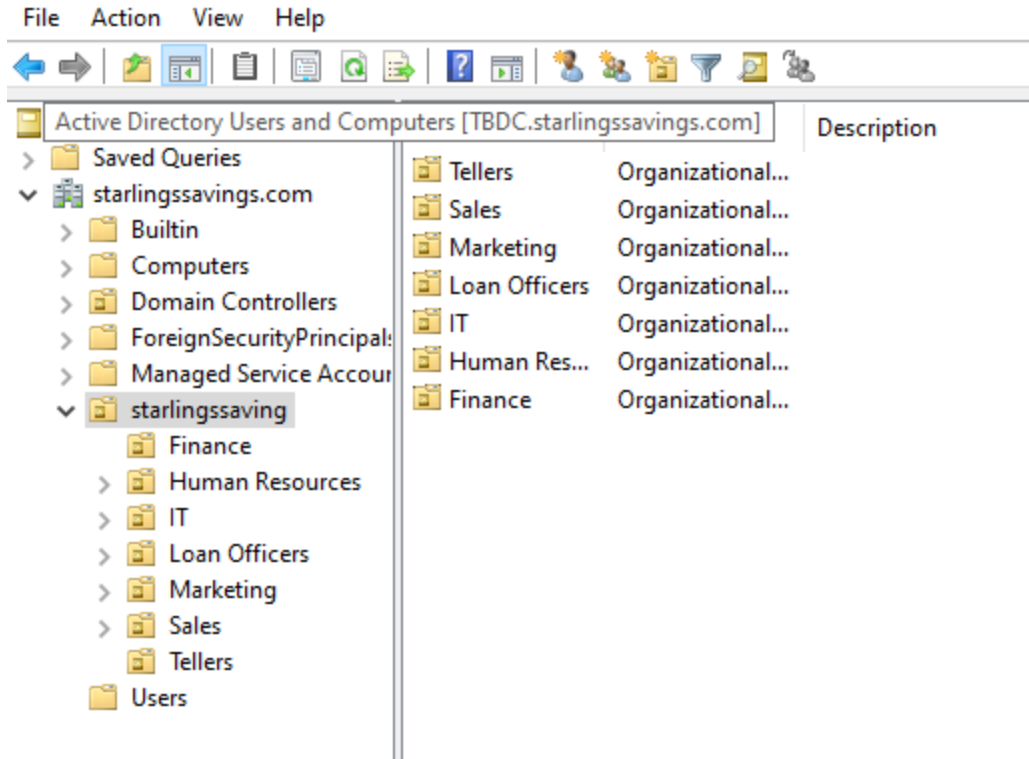 File Action View Help
Active Directory Users and Computers [TBDC.starlingssavings.com]
Description
Saved Queries
starlingssavings.com
Builtin
Computers
Domain Controllers
ForeignSecurityPrincipals
Managed Service Accour
starlingssaving
Finance
Human Resources
IT
Loan Officers
Marketing
Sales
Tellers
Users
Tellers Organizational...
Sales Organizational...
Marketing Organizational...
Loan Officers Organizational...
IT Organizational...
Human Res... Organizational...
Finance Organizational...